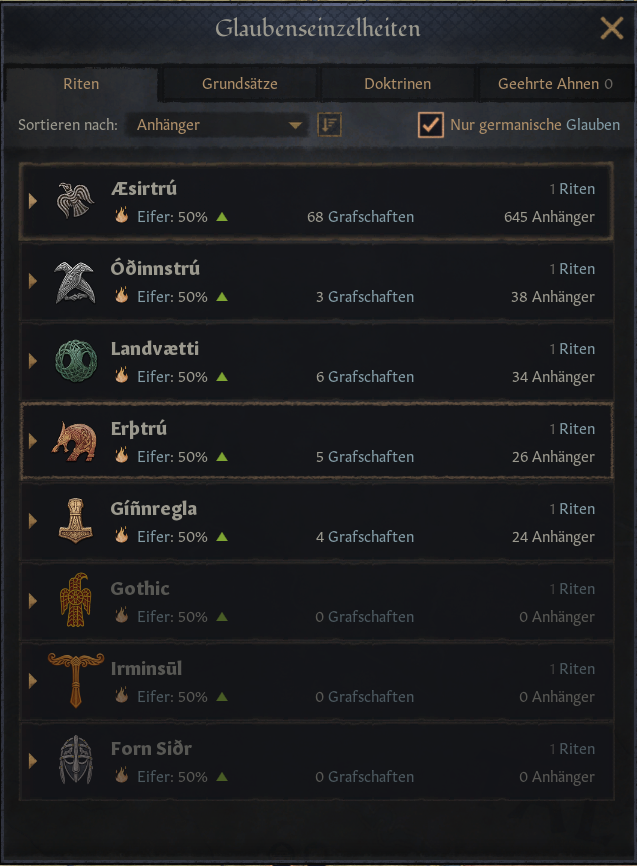 Glaubenseinzelheiten
Riten Grundsätze Doktrinen Geehrte Ahnen 0
Sortieren nach: Anhänger Nur germanische Glauben
Æsirtrú 1 Riten
Eifer: 50% 68 Grafschaften 645 Anhänger
Óðinnstrú 1 Riten
Eifer: 50% 3 Grafschaften 38 Anhänger
Landvætti 1 Riten
Eifer: 50% 6 Grafschaften 34 Anhänger
Erþtrú 1 Riten
Eifer: 50% 5 Grafschaften 26 Anhänger
Gíñnregla 1 Riten
Eifer: 50% 4 Grafschaften 24 Anhänger
Gothic 1 Riten
Eifer: 50% 0 Grafschaften 0 Anhänger
Irminsūl 1 Riten
Eifer: 50% 0 Grafschaften 0 Anhänger
Forn Siðr 1 Riten
Eifer: 50% 0 Grafschaften 0 Anhänger